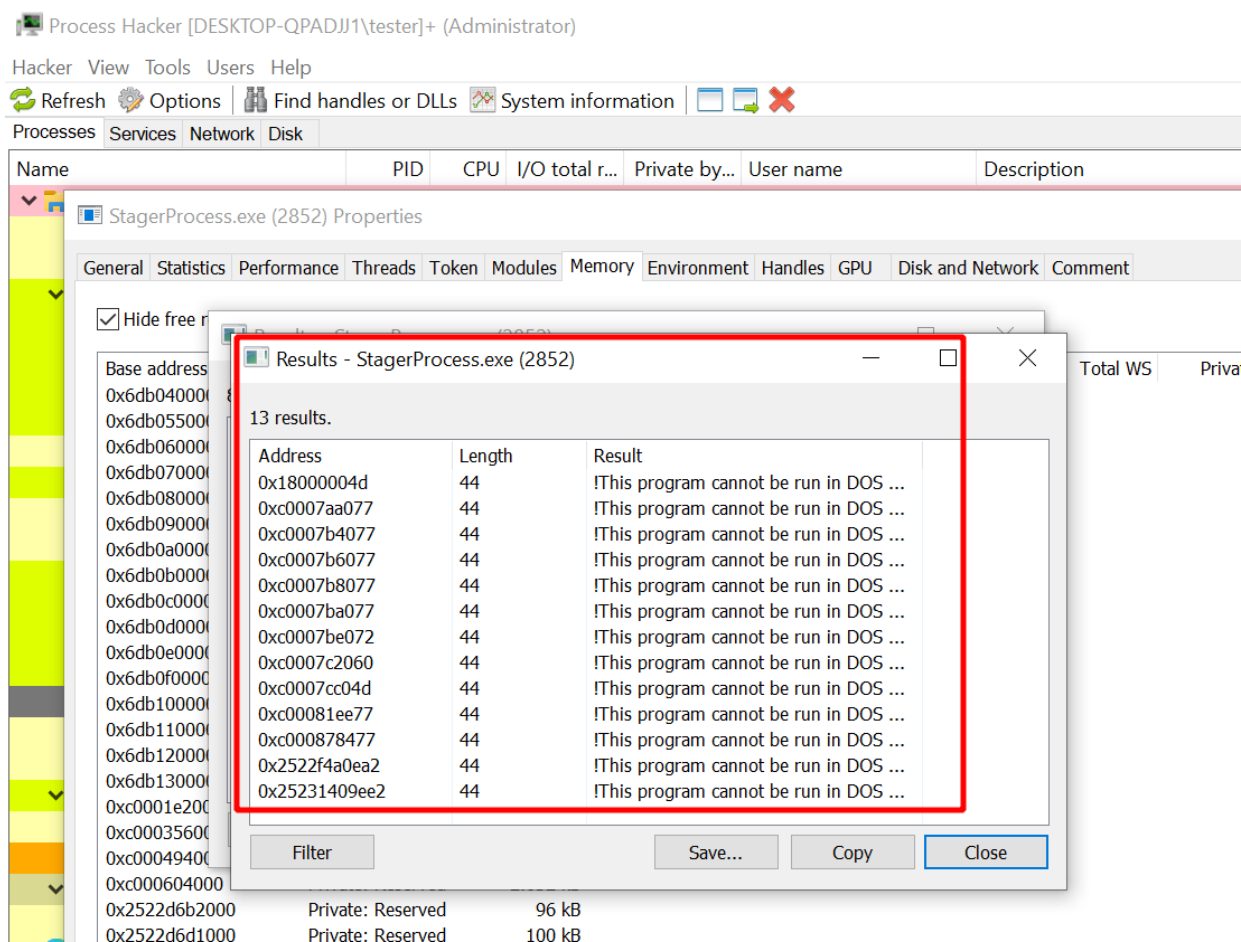 Process Hacker [DESKTOP-QPADJJ1\tester]+ (Administrator)
Hacker View Tools Users Help
Refresh Options Find handles or DLLs System information
Processes Services Network Disk
Name PID CPU I/O total r... Private by... User name Description
StagerProcess.exe (2852) Properties
General Statistics Performance Threads Token Modules Memory Environment Handles GPU Disk and Network Comment
Hide free r
Results - StagerProcess.exe (2852)
Base address Total WS Priva
13 results.
Address Length Result
0x18000004d 44 !This program cannot be run in DOS ...
0xc0007aa077 44 !This program cannot be run in DOS ...
0xc0007b4077 44 !This program cannot be run in DOS ...
0xc0007b6077 44 !This program cannot be run in DOS ...
0xc0007b8077 44 !This program cannot be run in DOS ...
0xc0007ba077 44 !This program cannot be run in DOS ...
0xc0007be072 44 !This program cannot be run in DOS ...
0xc0007c2060 44 !This program cannot be run in DOS ...
0xc0007cc04d 44 !This program cannot be run in DOS ...
0xc00081ee77 44 !This program cannot be run in DOS ...
0xc000878477 44 !This program cannot be run in DOS ...
0x2522f4a0ea2 44 !This program cannot be run in DOS ...
0x25231409ee2 44 !This program cannot be run in DOS ...
Filter Save... Copy Close
0x6db04000
0x6db05500
0x6db06000
0x6db07000
0x6db08000
0x6db09000
0x6db0a000
0x6db0b000
0x6db0c000
0x6db0d000
0x6db0e000
0x6db0f000
0x6db10000
0x6db11000
0x6db12000
0x6db13000
0xc0001e200
0xc00035600
0xc00049400
0xc000604000 Private: Reserved
0x2522d6b2000 Private: Reserved 96 kB
0x2522d6d1000 Private: Reserved 100 kB